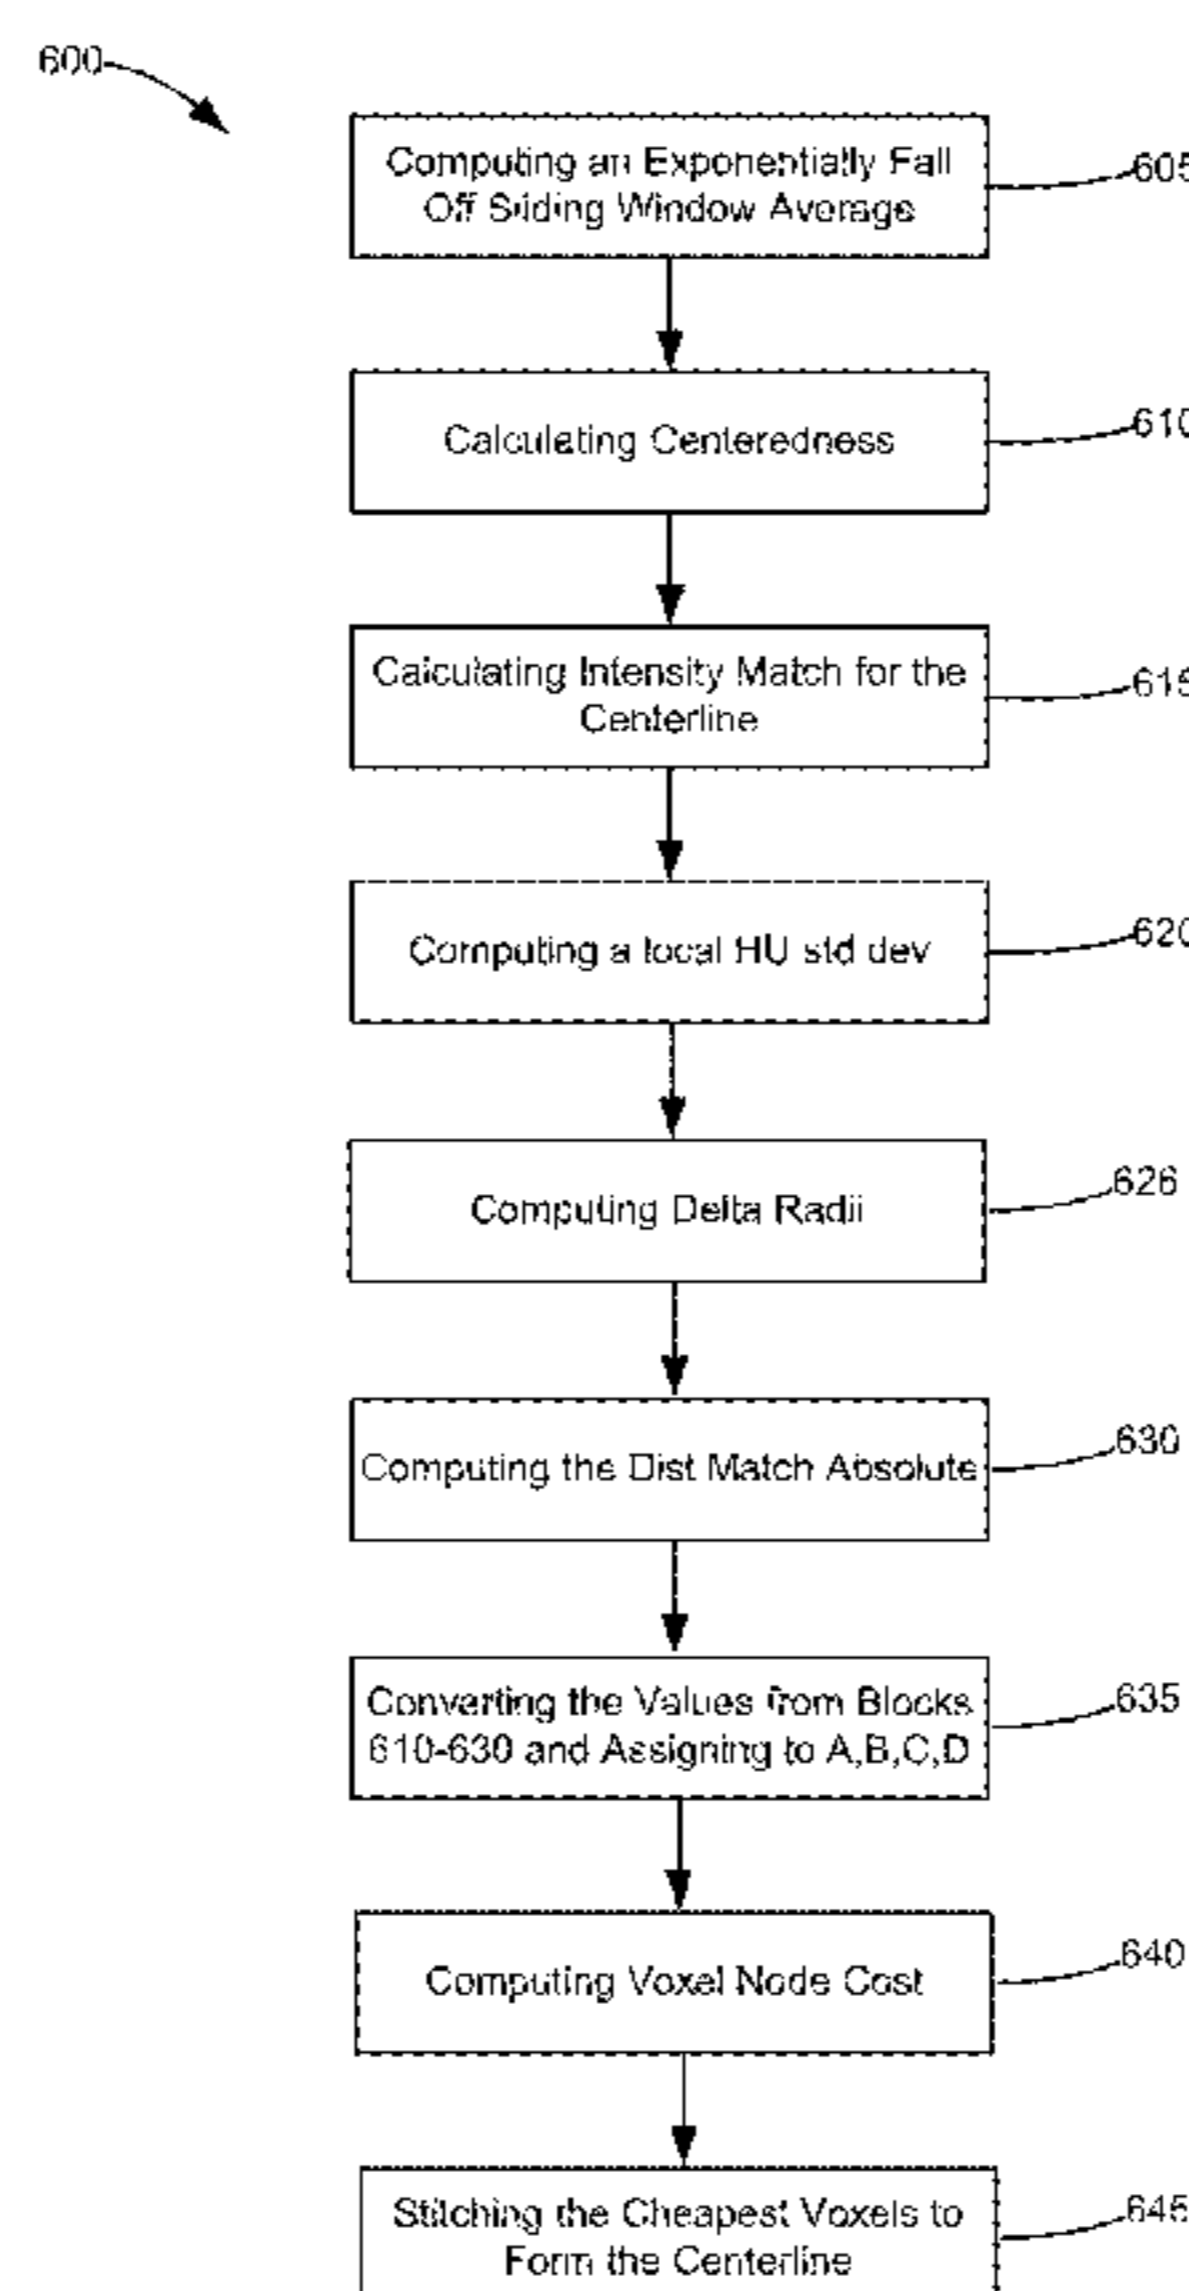 600
Computing an Exponentially Fall
Off Sliding Window Average
605
Calculating Centeredness
610
Calculating Intensity Match for the
Centerline
615
Computing a local HU std dev
620
Computing Delta Radii
626
Computing the Dist Match Absolute
630
Converting the Values from Blocks
610-630 and Assigning to A,B,C,D
635
Computing Voxel Node Cost
640
Stitching the Cheapest Voxels to
Form the Centerline
645